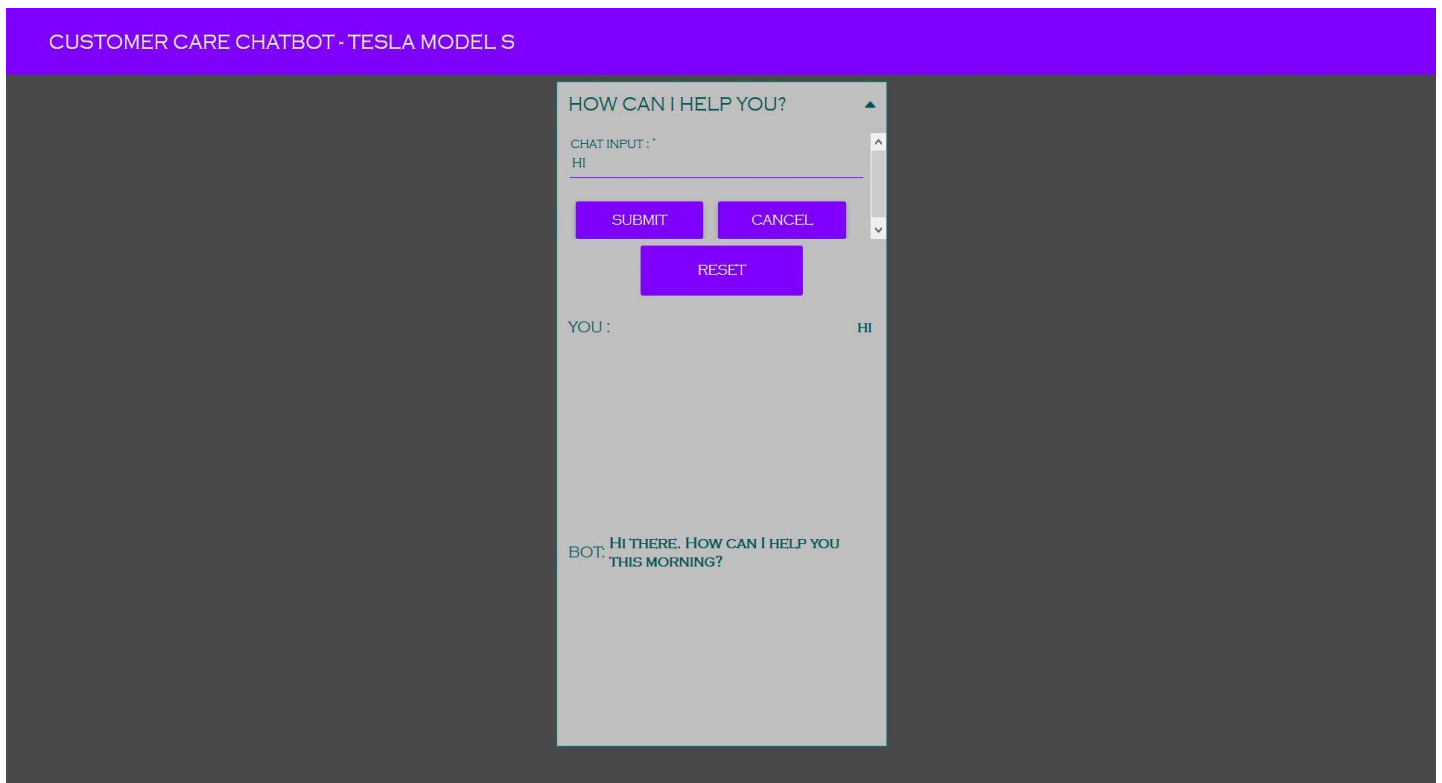 CUSTOMER CARE CHATBOT - TESLA MODEL S
HOW CAN I HELP YOU?
CHAT INPUT : *
HI
SUBMIT
CANCEL
RESET
YOU :
HI
BOT:
HI THERE. HOW CAN I HELP YOU
THIS MORNING?